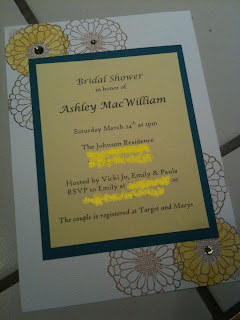 Bridal Shower
in honor of
Ashley MacWilliam
Saturday March 24th at 1pm
The Johnson Residence
Hosted by Vicki Jo, Emily & Paula
RSVP to Emily at or
The couple is registered at Target and Macys